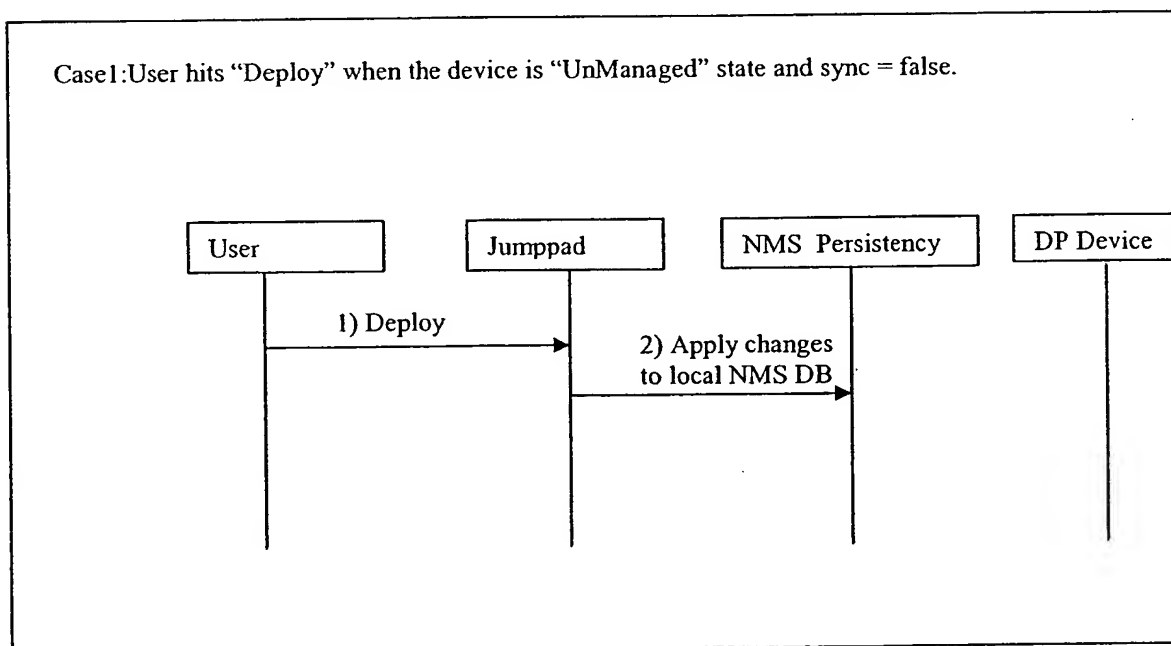 Case1:User hits “Deploy” when the device is “UnManaged” state and sync = false.
User
Jumppad
NMS Persistency
DP Device
1) Deploy
2) Apply changes
to local NMS DB